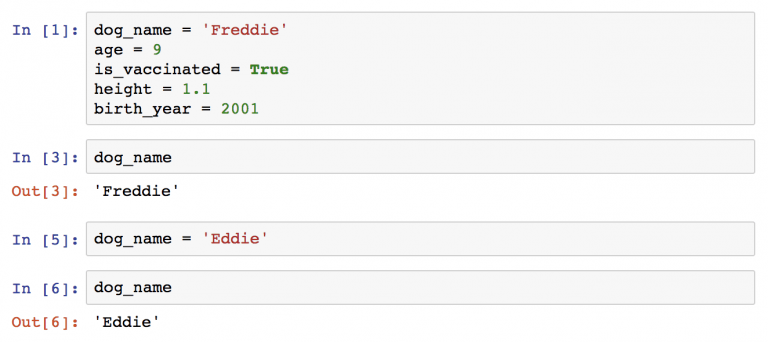 In [1]: dog_name = 'Freddie'
age = 9
is_vaccinated = True
height = 1.1
birth_year = 2001
In [3]: dog_name
Out[3]: 'Freddie'
In [5]: dog_name = 'Eddie'
In [6]: dog_name
Out[6]: 'Eddie'